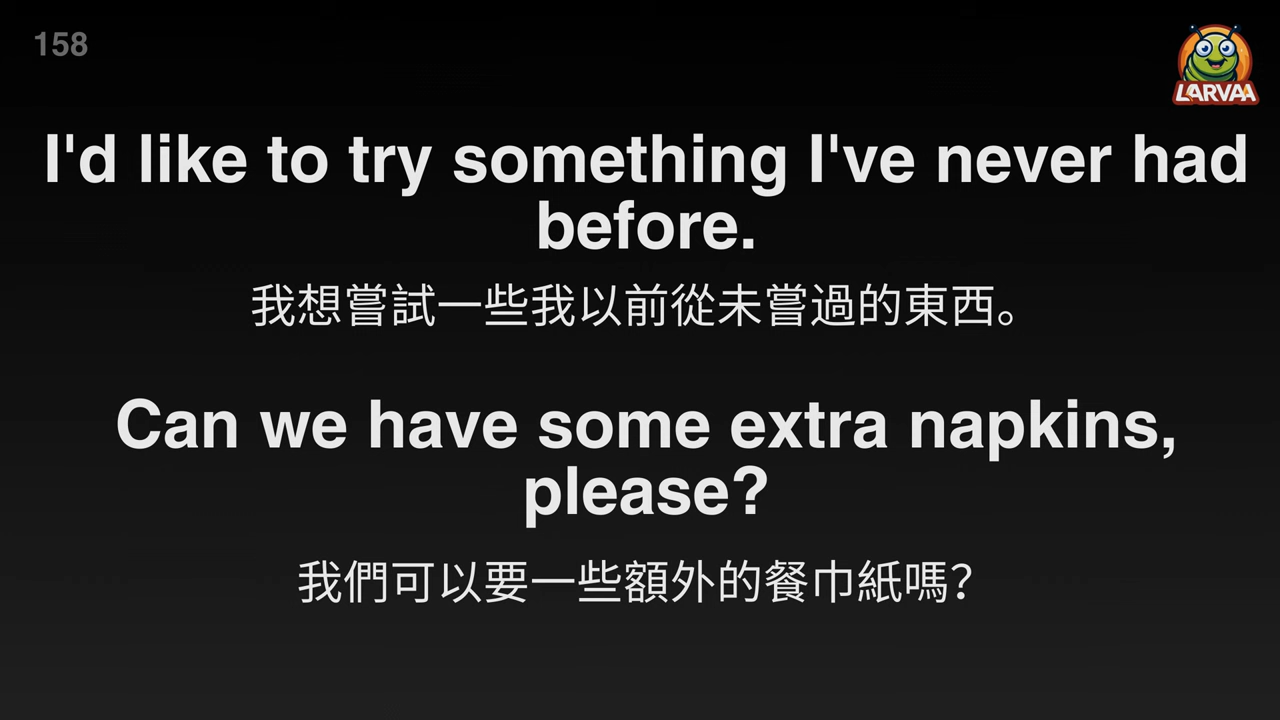 158
LARVAA
I'd like to try something I've never had
before.
我想嘗試一些我以前從未嘗過的東西。
Can we have some extra napkins,
please?
我們可以要一些額外的餐巾紙嗎？